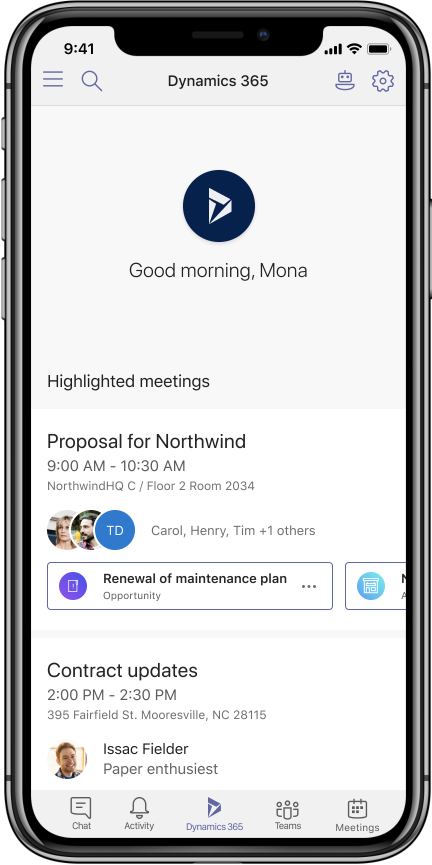 9:41
Dynamics 365
Good morning, Mona
Highlighted meetings
Proposal for Northwind
9:00 AM - 10:30 AM
NorthwindHQ C / Floor 2 Room 2034
TD
Carol, Henry, Tim +1 others
Renewal of maintenance plan
Opportunity
Contract updates
2:00 PM - 2:30 PM
395 Fairfield St. Mooresville, NC 28115
Issac Fielder
Paper enthusiest
Chat
Activity
Dynamics 365
Teams
Meetings